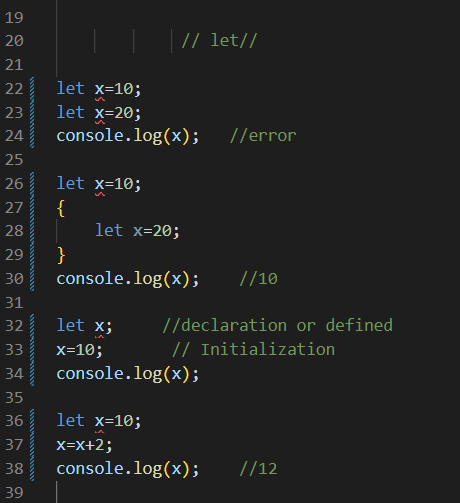 19
20 // let//
21
22 let x=10;
23 let x=20;
24 console.log(x); //error
25
26 let x=10;
27 {
28 let x=20;
29 }
30 console.log(x); //10
31
32 let x; //declaration or defined
33 x=10; // Initialization
34 console.log(x);
35
36 let x=10;
37 x=x+2;
38 console.log(x); //12
39